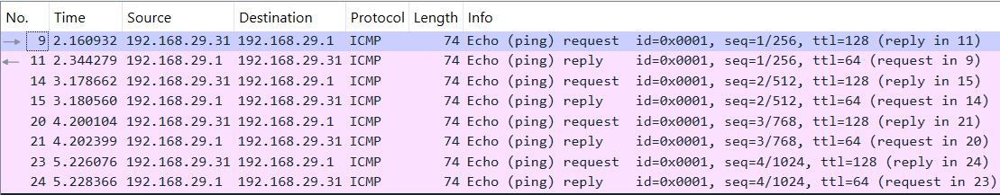 No. Time Source Destination Protocol Length Info
9 2.160932 192.168.29.31 192.168.29.1 ICMP 74 Echo (ping) request id=0x0001, seq=1/256, ttl=128 (reply in 11)
11 2.344279 192.168.29.1 192.168.29.31 ICMP 74 Echo (ping) reply id=0x0001, seq=1/256, ttl=64 (request in 9)
14 3.178662 192.168.29.31 192.168.29.1 ICMP 74 Echo (ping) request id=0x0001, seq=2/512, ttl=128 (reply in 15)
15 3.180560 192.168.29.1 192.168.29.31 ICMP 74 Echo (ping) reply id=0x0001, seq=2/512, ttl=64 (request in 14)
20 4.200104 192.168.29.31 192.168.29.1 ICMP 74 Echo (ping) request id=0x0001, seq=3/768, ttl=128 (reply in 21)
21 4.202399 192.168.29.1 192.168.29.31 ICMP 74 Echo (ping) reply id=0x0001, seq=3/768, ttl=64 (request in 20)
23 5.226076 192.168.29.31 192.168.29.1 ICMP 74 Echo (ping) request id=0x0001, seq=4/1024, ttl=128 (reply in 24)
24 5.228366 192.168.29.1 192.168.29.31 ICMP 74 Echo (ping) reply id=0x0001, seq=4/1024, ttl=64 (request in 23)